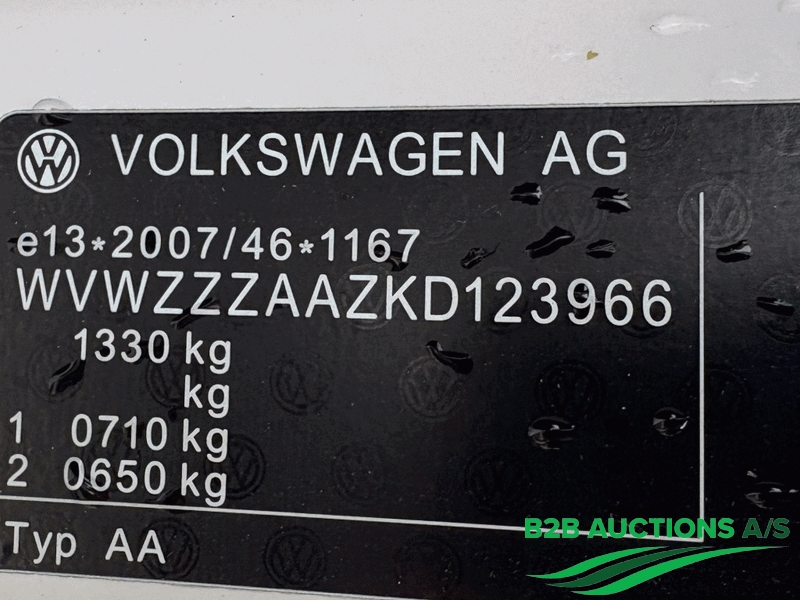 VOLKSWAGEN AG
e13*2007/46*1167
WVWZZZAAZKD123966
1330 kg
kg
1 0710 kg
2 0650 kg
Typ AA
B2B AUCTIONS A/S